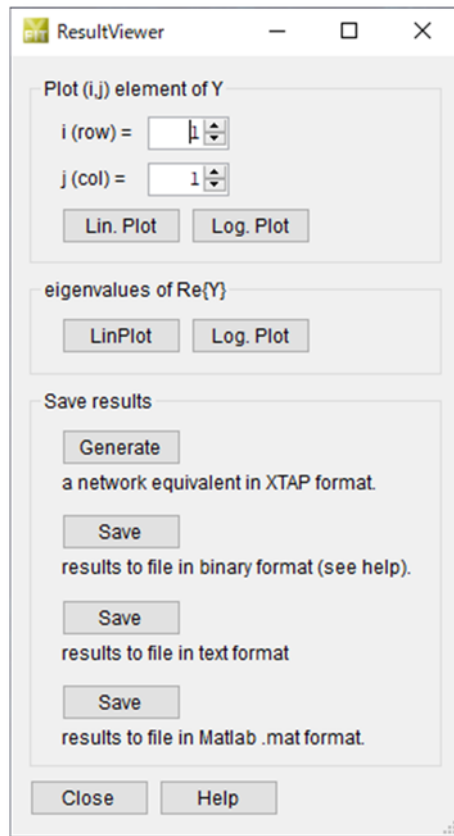 ResultViewer
Plot (i,j) element of Y
i (row) = 1
j (col) = 1
Lin. Plot Log. Plot
eigenvalues of Re{Y}
LinPlot Log. Plot
Save results
Generate
a network equivalent in XTAP format.
Save
results to file in binary format (see help).
Save
results to file in text format
Save
results to file in Matlab .mat format.
Close Help